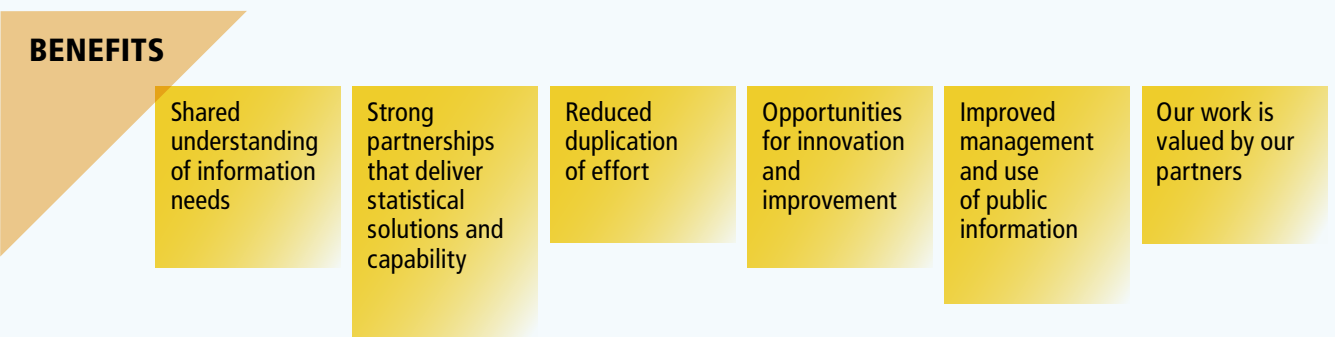 BENEFITS
Shared
understanding
of information
needs
Strong
partnerships
that deliver
statistical
solutions and
capability
Reduced
duplication
of effort
Opportunities
for innovation
and
improvement
Improved
management
and use
of public
information
Our work is
valued by our
partners